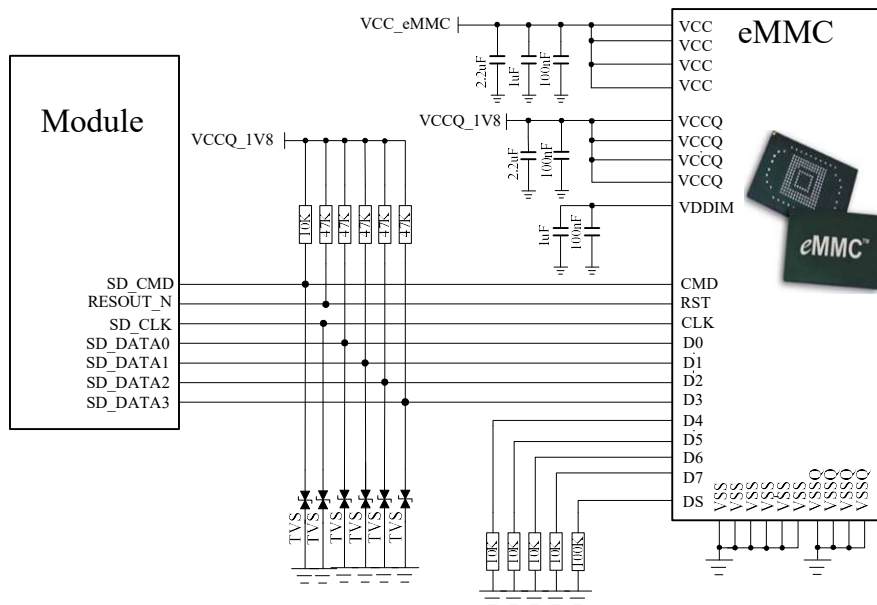 VCC_eMMC
VCC
VCC
VCC
VCC
eMMC
2.2uF
1uF
100nF
Module
VCCQ_1V8
VCCQ_1V8
VCCQ
VCCQ
VCCQ
VCCQ
2.2uF
100nF
VDDIM
1uF
100nF
eMMC™
10K
47K
47K
47K
47K
47K
SD_CMD
RESOUT_N
SD_CLK
SD_DATA0
SD_DATA1
SD_DATA2
SD_DATA3
CMD
RST
CLK
D0
D1
D2
D3
D4
D5
D6
D7
DS
TVS
TVS
TVS
TVS
TVS
TVS
10K
10K
10K
10K
100K
VSS
VSS
VSS
VSS
VSS
VSS
VSSQ
VSSQ
VSSQ
VSSQ